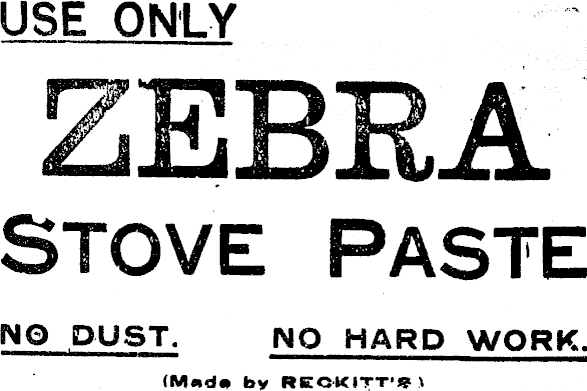 USE ONLY
ZEBRA
STOVE PASTE
NO DUST. NO HARD WORK.
(Made by RECKITT'S)